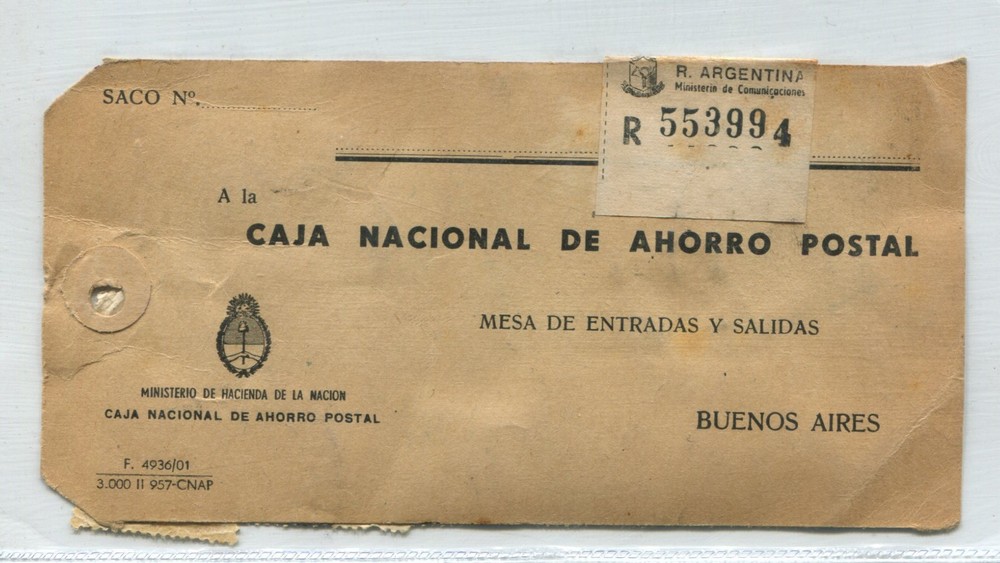 SACO Nº.
R. ARGENTINA
Ministerio de Comunicaciones
R 553994
A la
CAJA NACIONAL DE AHORRO POSTAL
MESA DE ENTRADAS Y SALIDAS
MINISTERIO DE HACIENDA DE LA NACION
CAJA NACIONAL DE AHORRO POSTAL
BUENOS AIRES
F. 4936/01
3.000 II 957-CNAP